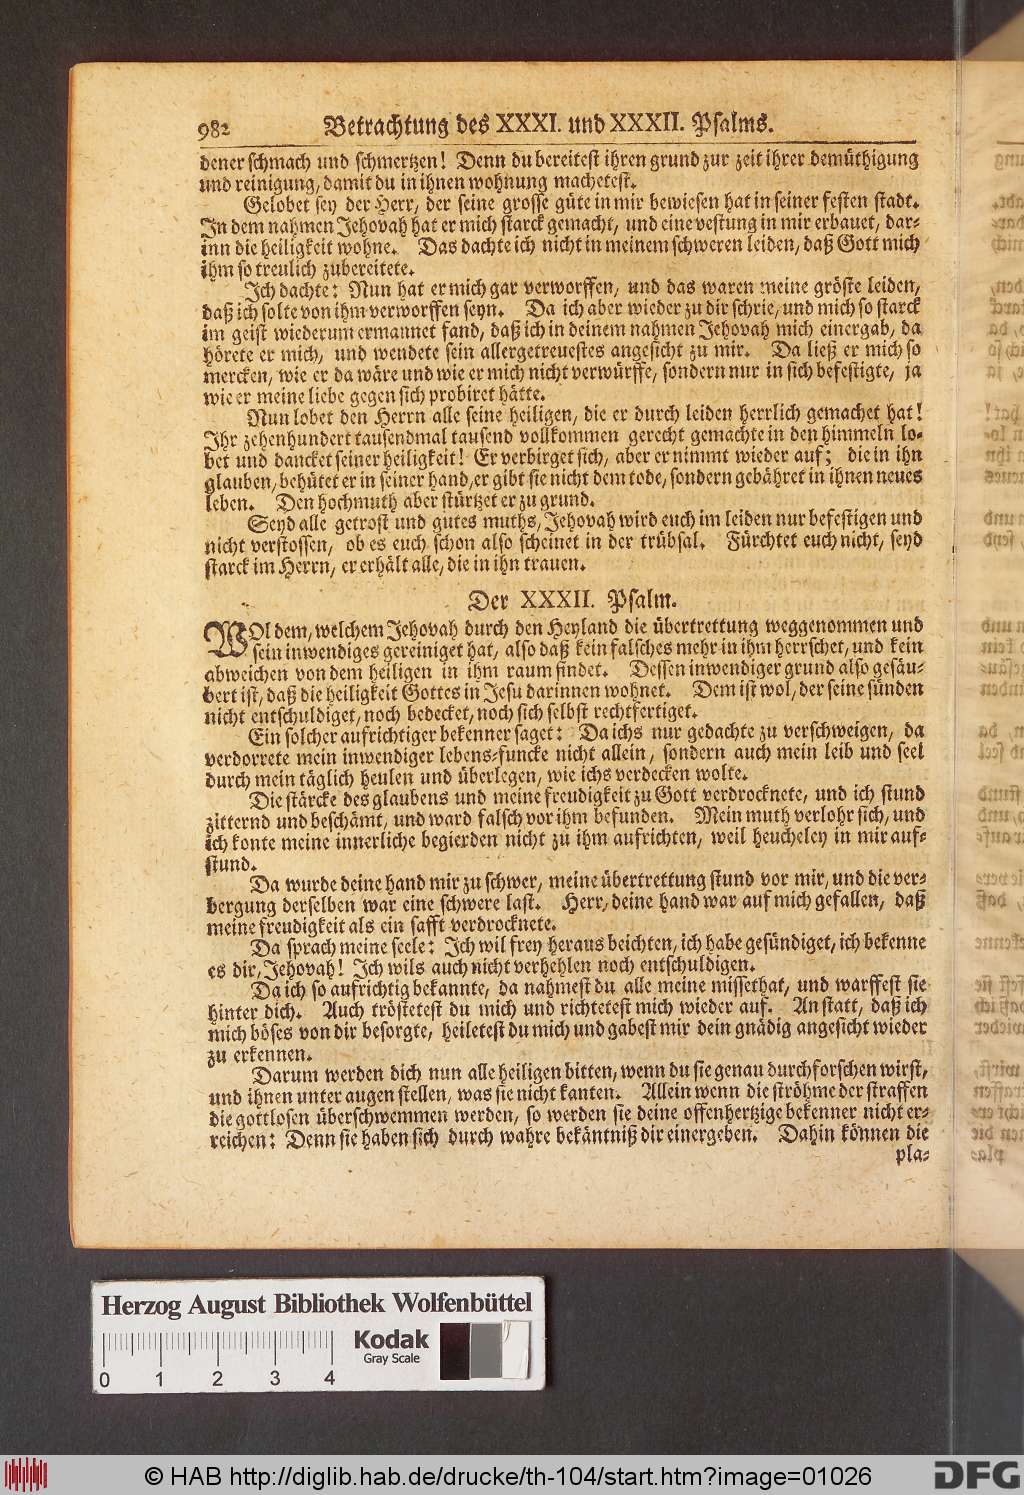 982 Betrachtung des XXXI. und XXXII. Psalms.
dener schmach und schmertzen! Denn du bereitest ihren grund zur zeit ihrer demüthigung
und reinigung, damit du in ihnen wohnung machetest.
Gelobet sey der Herr, der seine grosse güte in mir bewiesen hat in seiner festen stadt.
In dem nahmen Jehovah hat er mich starck gemacht, und eine vestung in mir erbauet, dar-
inn die heiligkeit wohne. Das dachte ich nicht in meinem schweren leiden, daß Gott mich
ihm so treulich zubereitete.
Ich dachte: Nun hat er mich gar verworffen, und das waren meine gröste leiden,
daß ich solte von ihm verworffen seyn. Da ich aber wieder zu dir schrie, und mich so starck
im geist wiederum ermannet fand, daß ich in deinem nahmen Jehovah mich einergab, da
hörete er mich, und wendete sein allergetreuestes angesicht zu mir. Da ließ er mich so
mercken, wie er da wäre und wie er mich nicht verwürffe, sondern nur in sich befestigte, ja
wie er meine liebe gegen sich probiret hätte.
Nun lobet den Herrn alle seine heiligen, die er durch leiden herrlich gemachet hat!
Ihr zehenhundert tausendmal tausend vollkommen gerecht gemachte in den himmeln lo-
bet und dancket seiner heiligkeit! Er verbirget sich, aber er nimmt wieder auf; die in ihn
glauben, behütet er in seiner hand, er gibt sie nicht dem tode, sondern gebähret in ihnen neues
leben. Den hochmuth aber stürtzet er zu grund.
Seyd alle getrost und gutes muths, Jehovah wird euch im leiden nur befestigen und
nicht verstossen, ob es euch schon also scheinet in der trübsal. Fürchtet euch nicht, seyd
starck im Herrn, er erhält alle, die in ihn trauen.
Der XXXII. Psalm.
WOl dem, welchem Jehovah durch den Heyland die übertrettung weggenommen und
sein inwendiges gereiniget hat, also daß kein falsches mehr in ihm herrschet, und kein
abweichen von dem heiligen in ihm raum findet. Dessen inwendiger grund also gesäu-
bert ist, daß die heiligkeit Gottes in Jesu darinnen wohnet. Dem ist wol, der seine sünden
nicht entschuldiget, noch bedecket, noch sich selbst rechtfertiget.
Ein solcher aufrichtiger bekenner saget: Da ichs nur gedachte zu verschweigen, da
verdorrete mein inwendiger lebens-funcke nicht allein, sondern auch mein leib und seel
durch mein täglich heulen und überlegen, wie ichs verdecken wolte.
Die stärcke des glaubens und meine freudigkeit zu Gott verdrocknete, und ich stund
zitternd und beschämt, und ward falsch vor ihm befunden. Mein muth verlohr sich, und
ich konte meine innerliche begierden nicht zu ihm aufrichten, weil heucheley in mir auf-
stund.
Da wurde deine hand mir zu schwer, meine übertrettung stund vor mir, und die ver-
bergung derselben war eine schwere last. Herr, deine hand war auf mich gefallen, daß
meine freudigkeit als ein safft verdrocknete.
Da sprach meine seele: Ich wil frey heraus beichten, ich habe gesündiget, ich bekenne
es dir, Jehovah! Ich wils auch nicht verhehlen noch entschuldigen.
Da ich so aufrichtig bekannte, da nahmest du alle meine missethat, und warffest sie
hinter dich. Auch tröstetest du mich und richtetest mich wieder auf. An statt, daß ich
mich böses von dir besorgte, heiletest du mich und gabest mir dein gnädig angesicht wieder
zu erkennen.
Darum werden dich nun alle heiligen bitten, wenn du sie genau durchforschen wirst,
und ihnen unter augen stellen, was sie nicht kanten. Allein wenn die ströhme der straffen
die gottlosen überschwemmen werden, so werden sie deine offenhertzige bekenner nicht er-
reichen: Denn sie haben sich durch wahre bekäntniß dir einergeben. Dahin können die
pla-
Herzog August Bibliothek Wolfenbüttel
Kodak
Gray Scale
0 1 2 3 4
© HAB http://diglib.hab.de/drucke/th-104/start.htm?image=01026
DFG